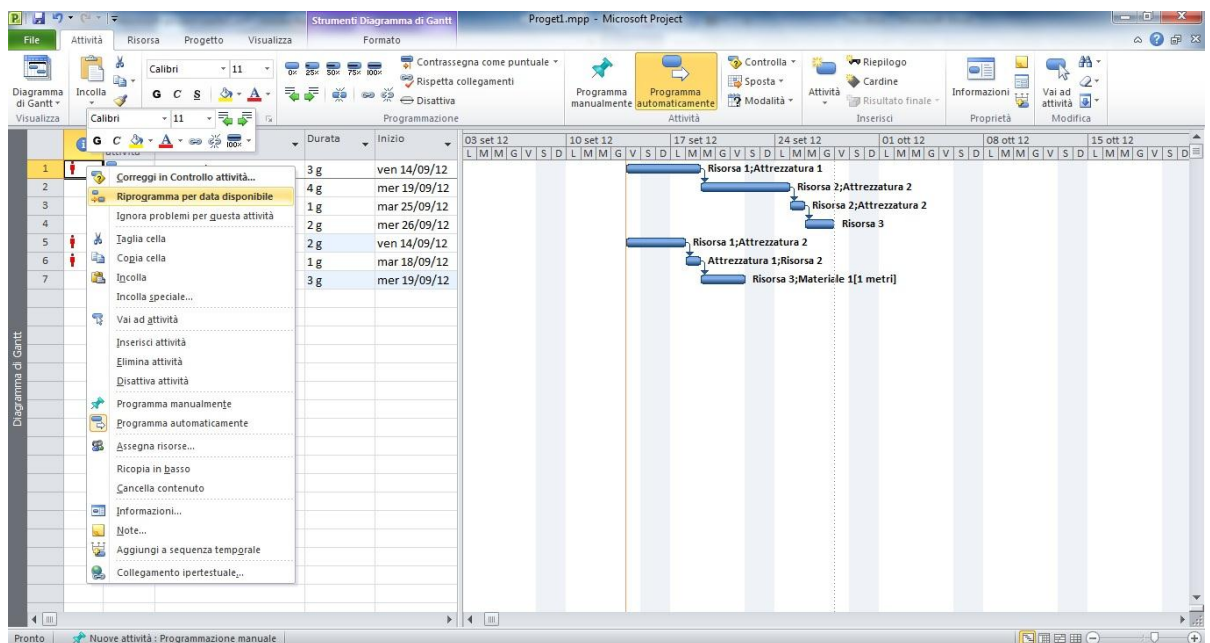 Strumenti Diagramma di Gantt
Proget1.mpp - Microsoft Project
File Attività Risorsa Progetto Visualizza Formato
Diagramma di Gantt
Visualizza
Incolla
Calibri 11
G C S A
0× 25× 50× 75× 100×
Contrassegna come puntuale
Rispetta collegamenti
Disattiva
Programmazione
Programma manualmente
Programma automaticamente
Controlla
Sposta
Modalità
Attività
Attività
Riepilogo
Cardine
Risultato finale
Inserisci
Informazioni
Proprietà
Vai ad attività
Modifica
Calibri 11
G C A 100×
Durata Inizio
03 set 12 10 set 12 17 set 12 24 set 12 01 ott 12 08 ott 12 15 ott 12
L M M G V S D L M M G V S D L M M G V S D L M M G V S D L M M G V S D L M M G V S D L M M G V S D
1 3 g ven 14/09/12 Risorsa 1;Attrezzatura 1
2 4 g mer 19/09/12 Risorsa 2;Attrezzatura 2
3 1 g mar 25/09/12 Risorsa 2;Attrezzatura 2
4 2 g mer 26/09/12 Risorsa 3
5 2 g ven 14/09/12 Risorsa 1;Attrezzatura 2
6 1 g mar 18/09/12 Attrezzatura 1;Risorsa 2
7 3 g mer 19/09/12 Risorsa 3;Materiale 1[1 metri]
Correggi in Controllo attività...
Riprogramma per data disponibile
Ignora problemi per questa attività
Taglia cella
Copia cella
Incolla
Incolla speciale...
Vai ad attività
Inserisci attività
Elimina attività
Disattiva attività
Programma manualmente
Programma automaticamente
Assegna risorse...
Ricopia in basso
Cancella contenuto
Informazioni...
Note...
Aggiungi a sequenza temporale
Collegamento ipertestuale...
Diagramma di Gantt
Pronto Nuove attività : Programmazione manuale